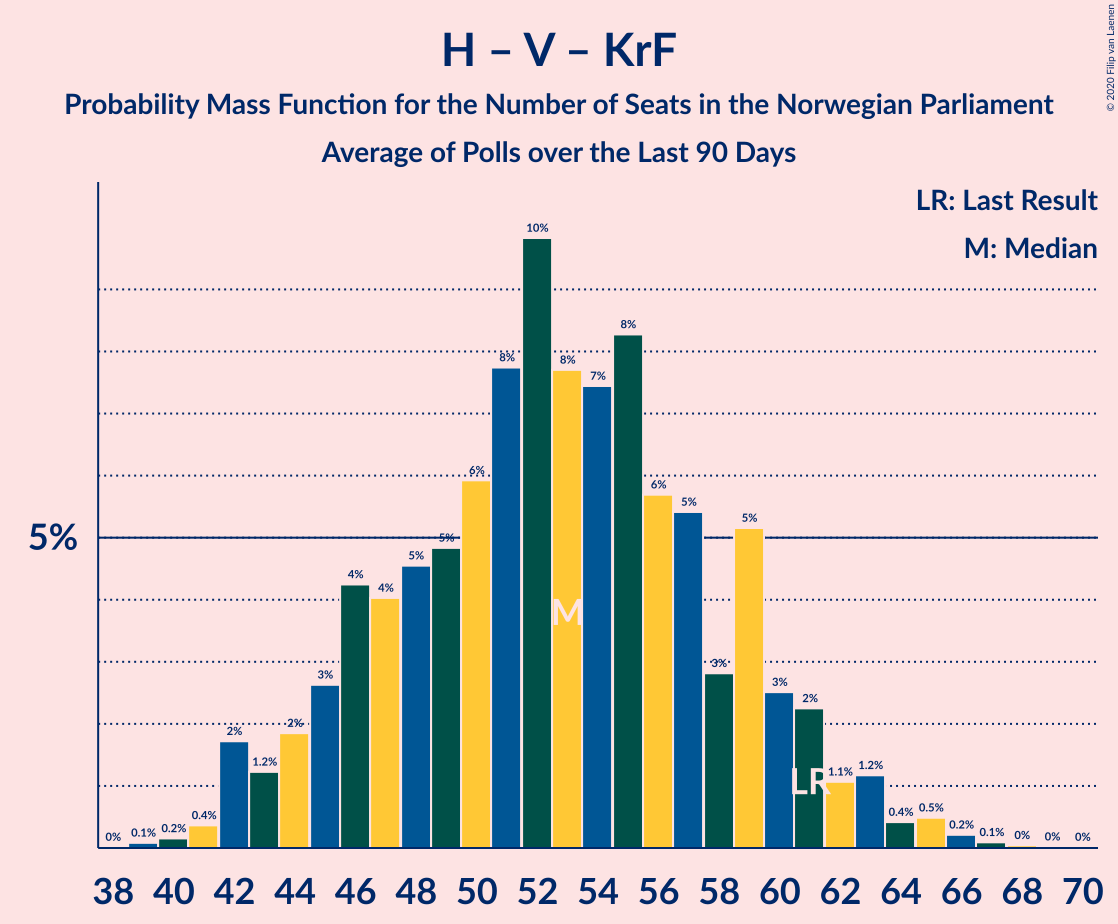 H – V – KrF
Probability Mass Function for the Number of Seats in the Norwegian Parliament
Average of Polls over the Last 90 Days
© 2020 Filip van Laenen
LR: Last Result
M: Median
5%
0% 0.1% 0.2% 0.4% 2% 1.2% 2% 3% 4% 4% 5% 5% 6% 8% 10% 8% 7% 8% 6% 5% 3% 5% 3% 2% 1.1% 1.2% 0.4% 0.5% 0.2% 0.1% 0% 0% 0%
M
LR
38 40 42 44 46 48 50 52 54 56 58 60 62 64 66 68 70